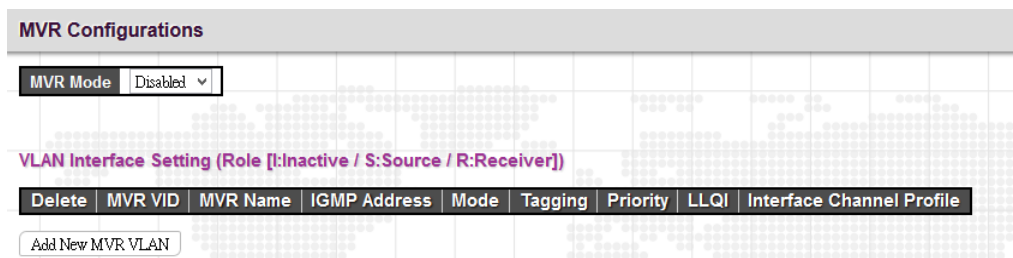 MVR Configurations
MVR Mode Disabled
VLAN Interface Setting (Role [I:Inactive / S:Source / R:Receiver])
Delete MVR VID MVR Name IGMP Address Mode Tagging Priority LLQI Interface Channel Profile
Add New MVR VLAN